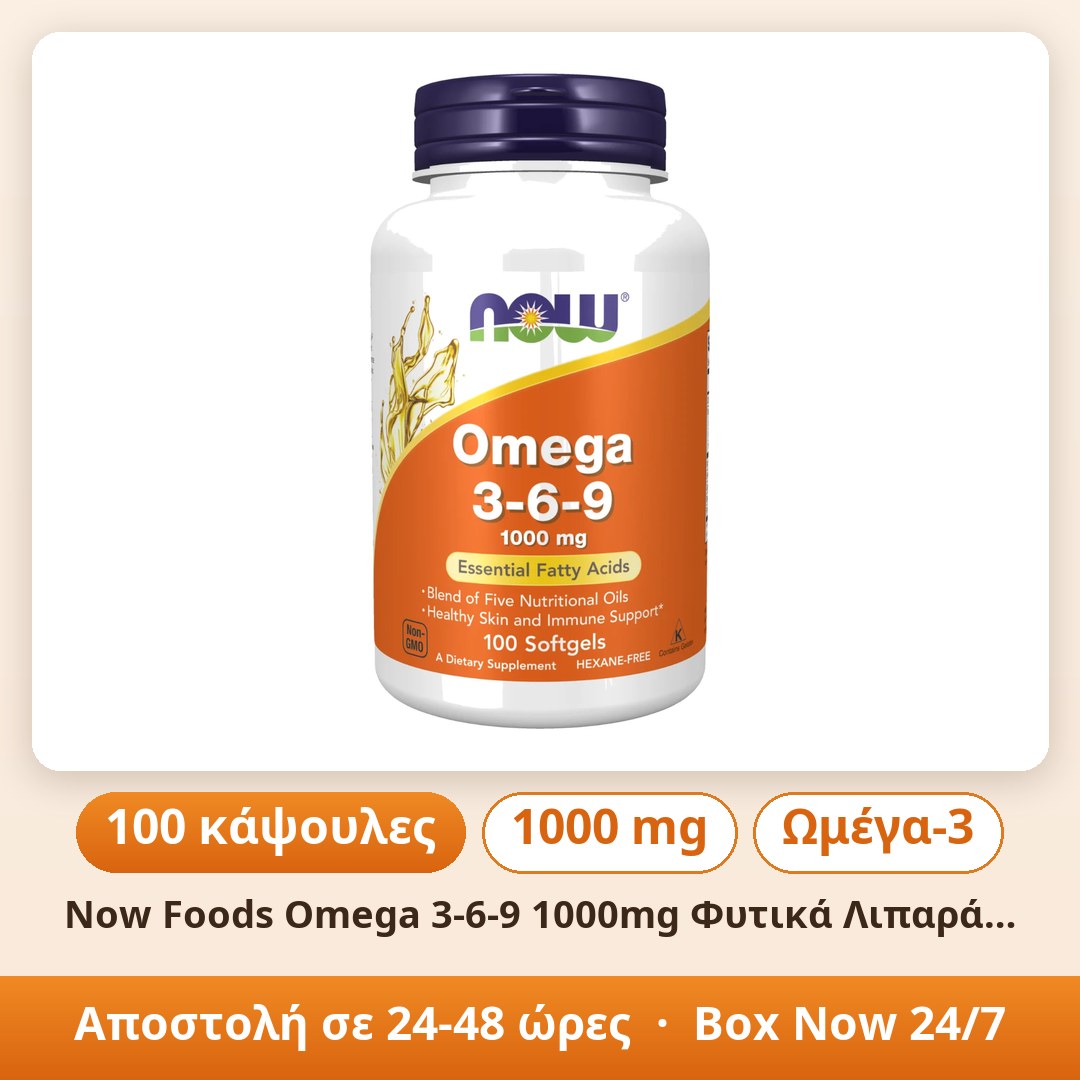 now®
Omega
3-6-9
1000 mg
Essential Fatty Acids
•Blend of Five Nutritional Oils
•Healthy Skin and Immune Support*
Non-
GMO
100 Softgels
K
A Dietary Supplement HEXANE-FREE
Contains Gelatin
100 κάψουλες
1000 mg
Ωμέγα-3
Now Foods Omega 3-6-9 1000mg Φυτικά Λιπαρά...
Αποστολή σε 24-48 ώρες · Box Now 24/7